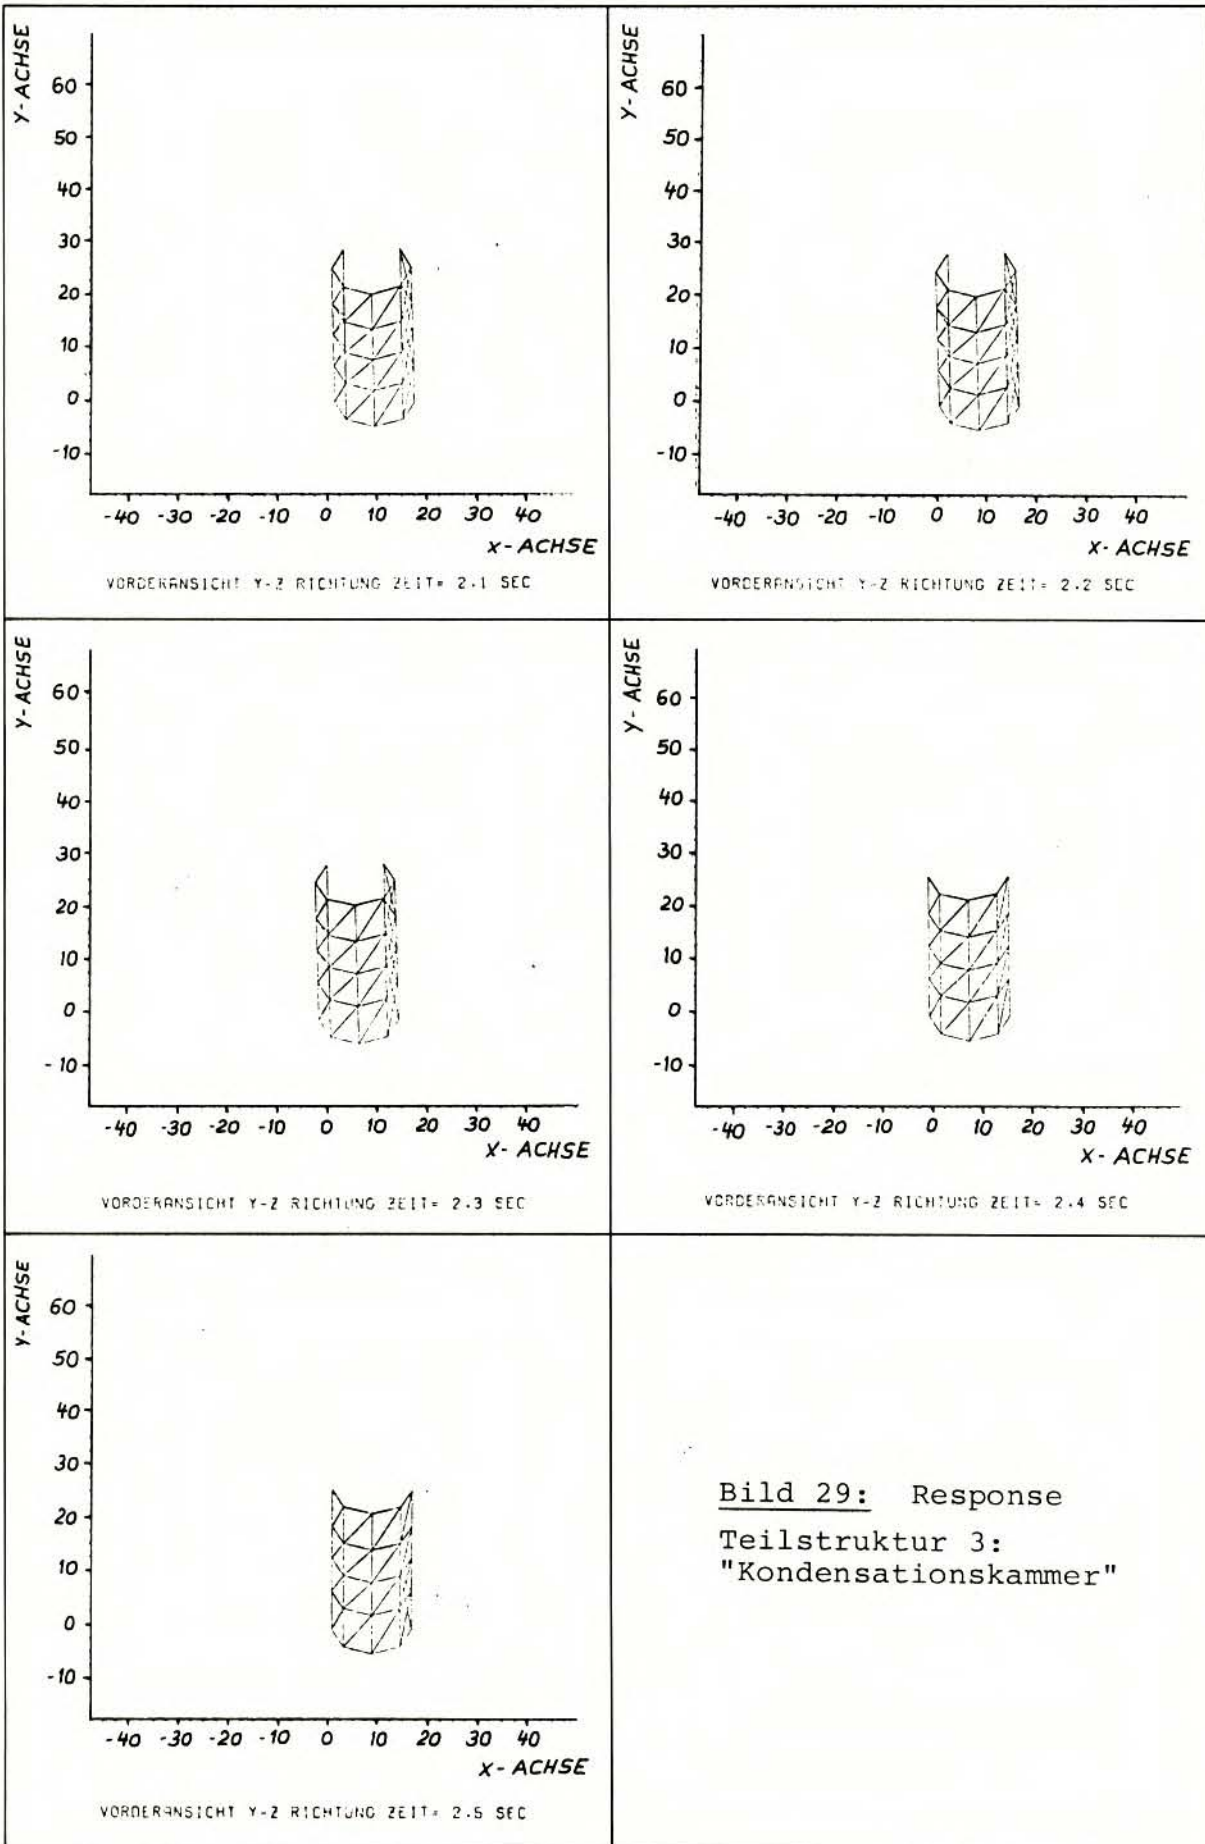 Y-ACHSE
60
50
40
30
20
10
0
-10
-40 -30 -20 -10 0 10 20 30 40
X-ACHSE
VORDERANSICHT Y-Z RICHTUNG ZEIT= 2.1 SEC
Y-ACHSE
60
50
40
30
20
10
0
-10
-40 -30 -20 -10 0 10 20 30 40
X-ACHSE
VORDERANSICHT Y-Z RICHTUNG ZEIT= 2.2 SEC
Y-ACHSE
60
50
40
30
20
10
0
-10
-40 -30 -20 -10 0 10 20 30 40
X-ACHSE
VORDERANSICHT Y-Z RICHTUNG ZEIT= 2.3 SEC
Y-ACHSE
60
50
40
30
20
10
0
-10
-40 -30 -20 -10 0 10 20 30 40
X-ACHSE
VORDERANSICHT Y-Z RICHTUNG ZEIT= 2.4 SEC
Y-ACHSE
60
50
40
30
20
10
0
-10
-40 -30 -20 -10 0 10 20 30 40
X-ACHSE
VORDERANSICHT Y-Z RICHTUNG ZEIT= 2.5 SEC
Bild 29: Response
Teilstruktur 3:
"Kondensationskammer"